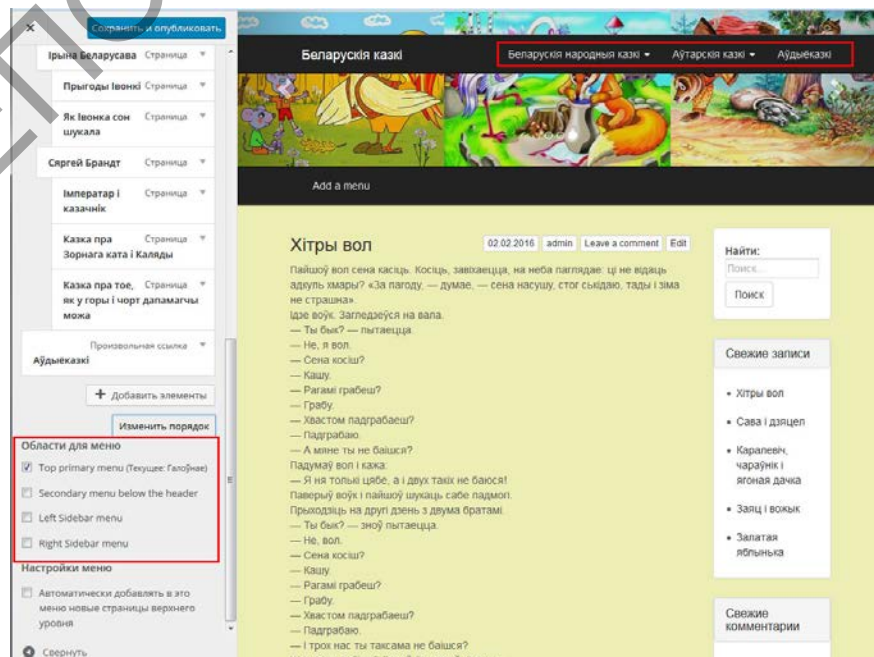 Сохранить и опубликовать
Ірына Беларусава Страница
Прыгоды Івонкі Страница
Як Івонка сон Страница
шукала
Сяргей Брандт Страница
Імператар і Страница
казачнік
Казка пра Страница
Зорнага ката і Каляды
Казка пра тое, Страница
як у горы і чорт дапамагчы
можа
Произвольная ссылка
Аўдыёказкі
Добавить элементы
Изменить порядок
Области для меню
Top primary menu (Текущее: Галоўнае)
Secondary menu below the header
Left Sidebar menu
Right Sidebar menu
Настройки меню
Автоматически добавлять в это
меню новые страницы верхнего
уровня
Свернуть
Беларускія казкі
Беларускія народныя казкі
Аўтарскія казкі
Аўдыёказкі
Add a menu
Хітры вол
02.02.2016 admin Leave a comment Edit
Пайшоў вол сена касіць. Косіць, завіхаецца, на неба паглядае: ці не відаць
адкуль хмары? «За пагоду, — думае, — сена насушу, стог скідаю, тады і зіма
не страшна».
Ідзе воўк. Загледзеўся на вала.
— Ты бык? — пытаецца.
— Не, я вол.
— Сена косіш?
— Кашу.
— Рагамі грабеш?
— Грабу.
— Хвастом падграбаеш?
— Падграбаю.
— А мяне ты не баішся?
Падумаў вол і кажа:
— Я ня толькі цябе, а і двух такіх не баюся!
Паверыў воўк і пайшоў шукаць сабе падмогі.
Прыходзіць на другі дзень з двума братамі.
— Ты бык? — зноў пытаецца.
— Не, вол.
— Сена косіш?
— Кашу.
— Рагамі грабеш?
— Грабу.
— Хвастом падграбаеш?
— Падграбаю.
— І трох нас ты таксама не баішся?
Найти:
Поиск...
Поиск
Свежие записи
Хітры вол
Сава і дзяцел
Каралевіч,
чараўнік і
ягоная дачка
Заяц і вожык
Залатая
яблынька
Свежие
комментарии